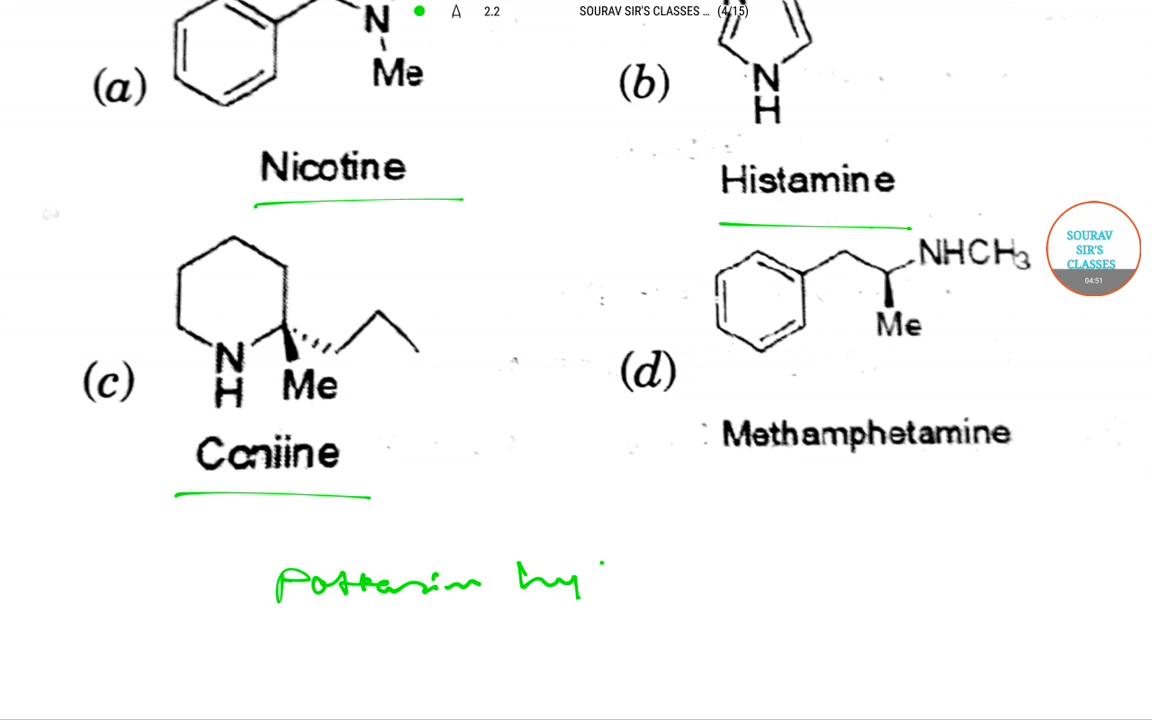 2.2 SOURAV SIR'S CLASSES ... (4/15)
N
Me
(a)
N
H
(b)
Nicotine
Histamine
SOURAV
SIR'S
CLASSES
04:51
NHCH3
Me
(d)
N
H
Me
(c)
Coniine
: Methamphetamine